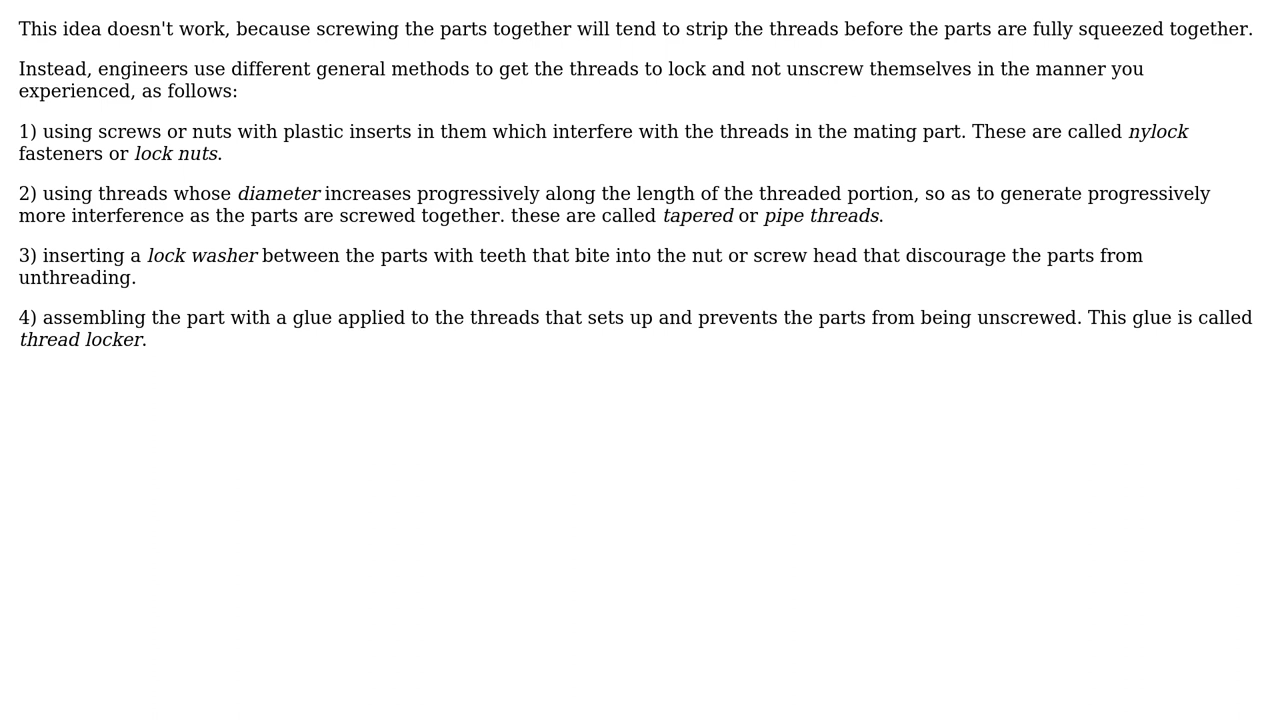 This idea doesn't work, because screwing the parts together will tend to strip the threads before the parts are fully squeezed together.
Instead, engineers use different general methods to get the threads to lock and not unscrew themselves in the manner you
experienced, as follows:
1) using screws or nuts with plastic inserts in them which interfere with the threads in the mating part. These are called nylock
fasteners or lock nuts.
2) using threads whose diameter increases progressively along the length of the threaded portion, so as to generate progressively
more interference as the parts are screwed together. these are called tapered or pipe threads.
3) inserting a lock washer between the parts with teeth that bite into the nut or screw head that discourage the parts from
unthreading.
4) assembling the part with a glue applied to the threads that sets up and prevents the parts from being unscrewed. This glue is called
thread locker.